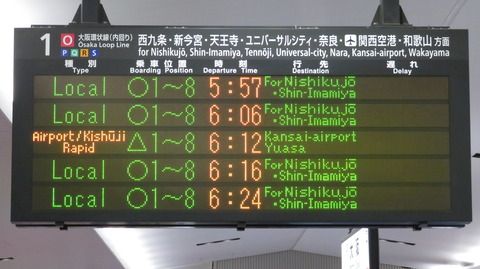 1 O 大阪環状線(内回り) Osaka Loop Line P Q R S
西九条・新今宮・天王寺・ユニバーサルシティ・奈良・関西空港・和歌山 方面
for Nishikujō, Shin-Imamiya, Tennōji, Universal-city, Nara, Kansai-airport, Wakayama
種別 乗車位置 時刻 行先 遅れ
Type Boarding Position Departure Time Destination Delay
Local ○1~8 5:57 For Nishikujō・Shin-Imamiya
Local ○1~8 6:06 For Nishikujō・Shin-Imamiya
Airport/Kishūji Rapid △1~8 6:12 Kansai-airport Yuasa
Local ○1~8 6:16 For Nishikujō・Shin-Imamiya
Local ○1~8 6:24 For Nishikujō・Shin-Imamiya